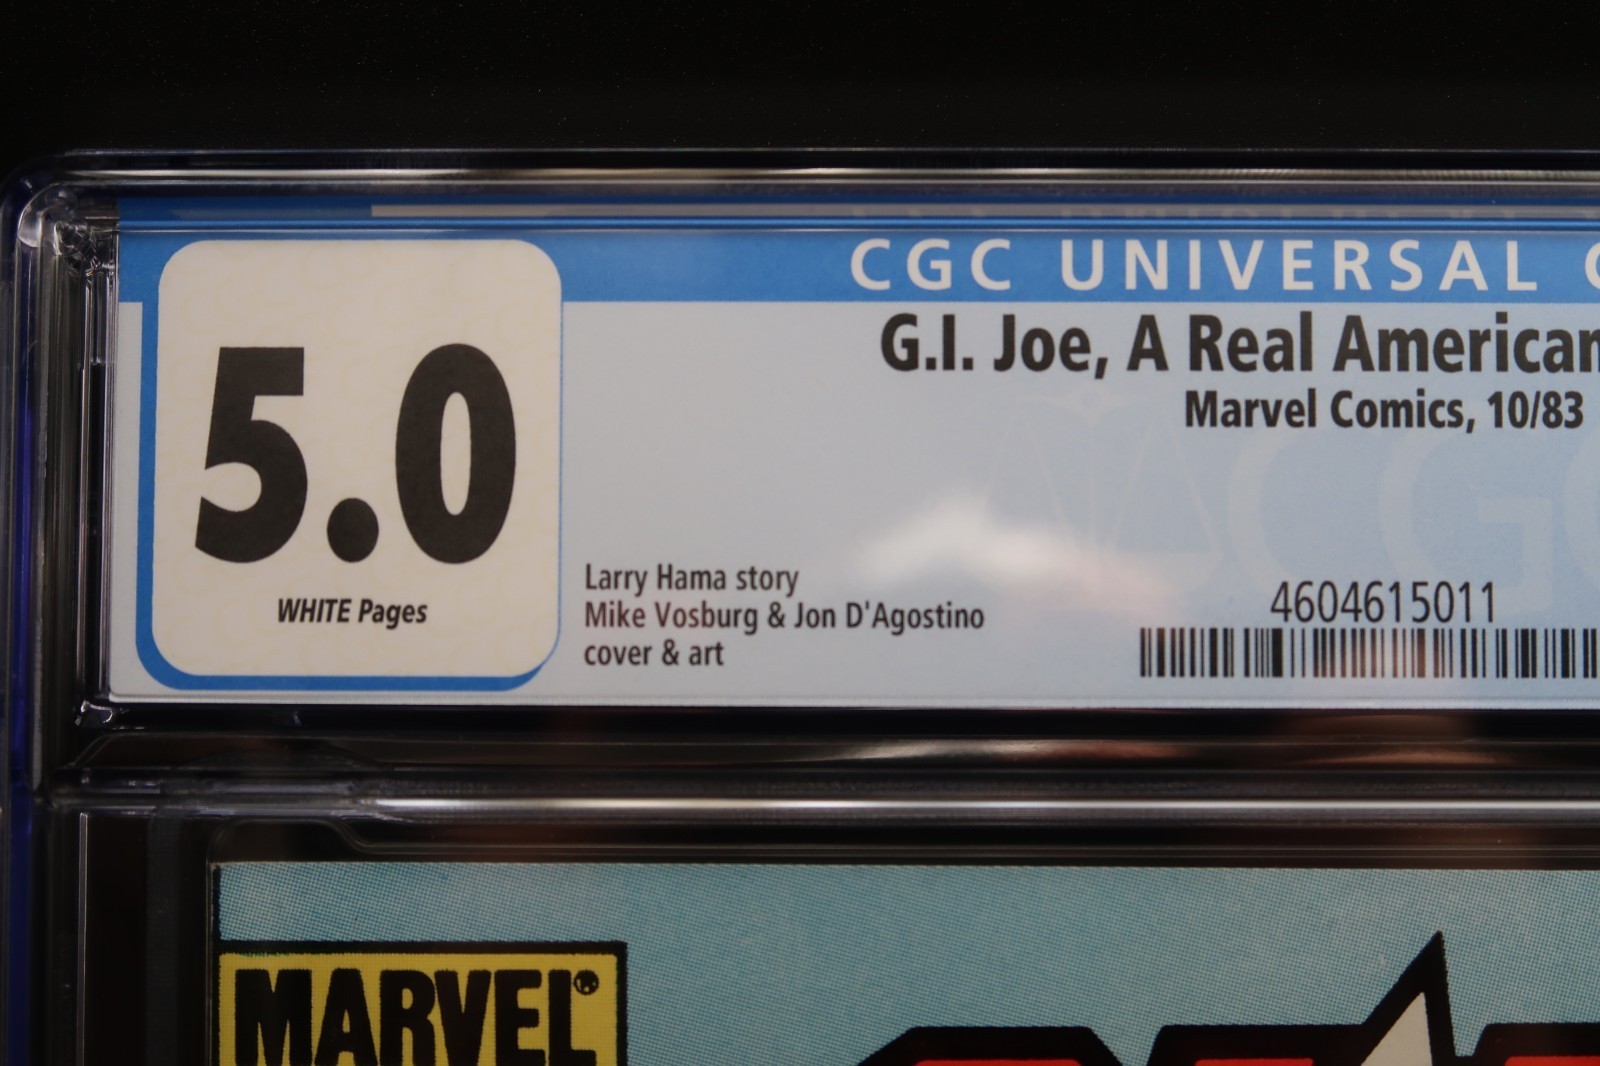 CGC UNIVERSAL
G.I. Joe, A Real American
Marvel Comics, 10/83
5.0
WHITE Pages
Larry Hama story
Mike Vosburg & Jon D'Agostino
cover & art
4604615011
CGC
MARVEL